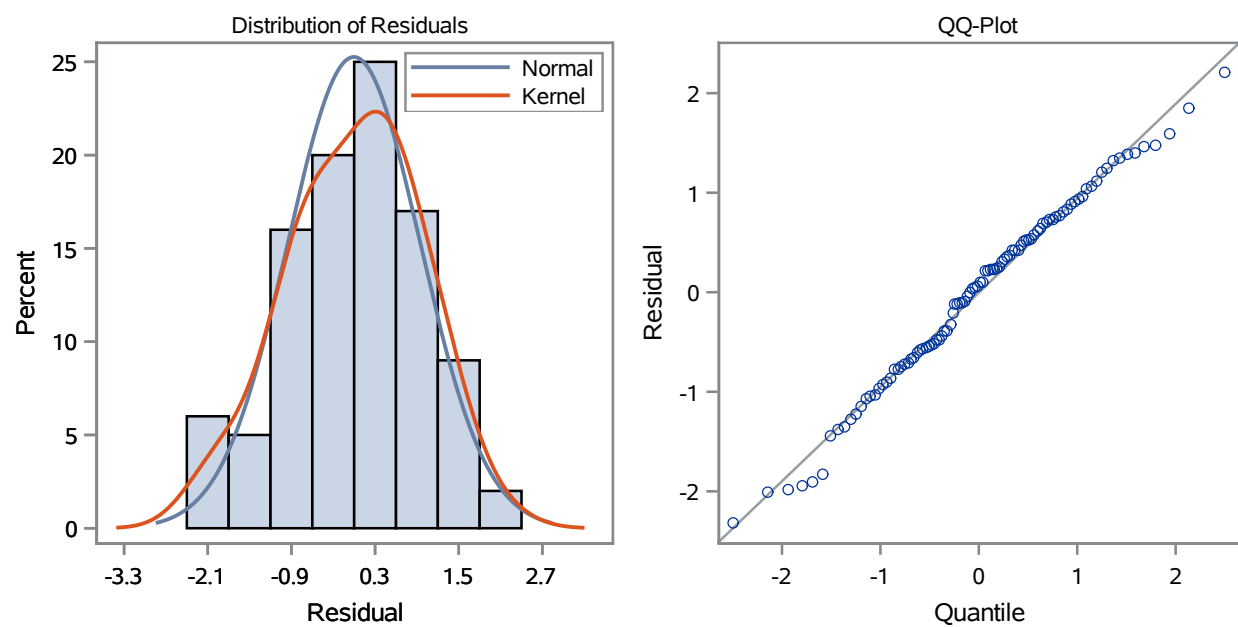 Distribution of Residuals
Normal
Kernel
25
20
15
10
5
0
Percent
-3.3 -2.1 -0.9 0.3 1.5 2.7
Residual
QQ-Plot
2
1
0
-1
-2
Residual
-2 -1 0 1 2
Quantile